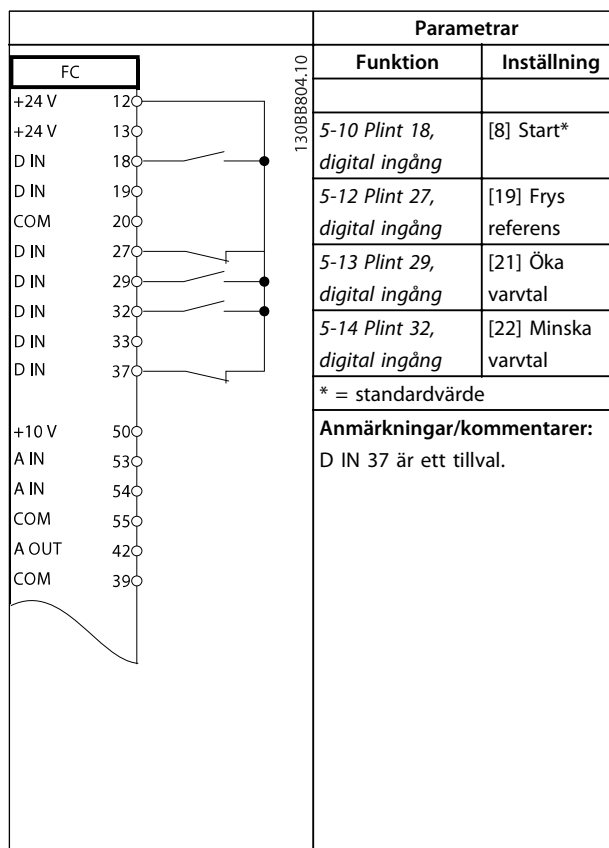 Parametrar
Funktion Inställning
5-10 Plint 18, [8] Start*
digital ingång
5-12 Plint 27, [19] Frys
digital ingång referens
5-13 Plint 29, [21] Öka
digital ingång varvtal
5-14 Plint 32, [22] Minska
digital ingång varvtal
* = standardvärde
Anmärkningar/kommentarer:
D IN 37 är ett tillval.
FC
+24 V 12
+24 V 13
D IN 18
D IN 19
COM 20
D IN 27
D IN 29
D IN 32
D IN 33
D IN 37
+10 V 50
A IN 53
A IN 54
COM 55
A OUT 42
COM 39
130BB804.10